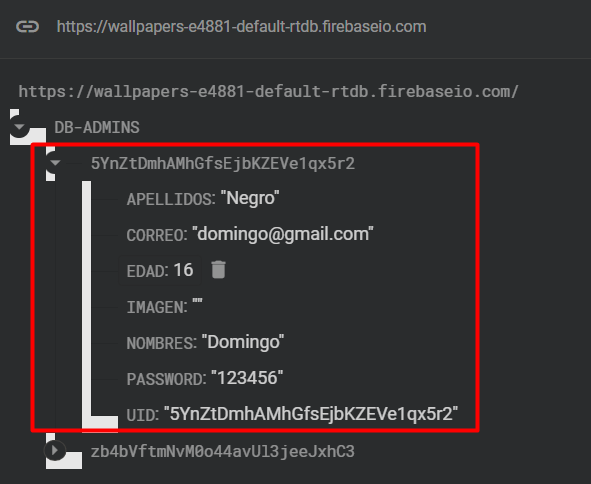 https://wallpapers-e4881-default-rtdb.firebaseio.com
https://wallpapers-e4881-default-rtdb.firebaseio.com/
DB-ADMINS
5YnZtDmhAMhGfsEjbKZEVe1qx5r2
APELLIDOS: "Negro"
CORREO: "domingo@gmail.com"
EDAD: 16
IMAGEN: ""
NOMBRES: "Domingo"
PASSWORD: "123456"
UID: "5YnZtDmhAMhGfsEjbKZEVe1qx5r2"
zb4bVftmNvM0o44avUl3jeeJxhC3